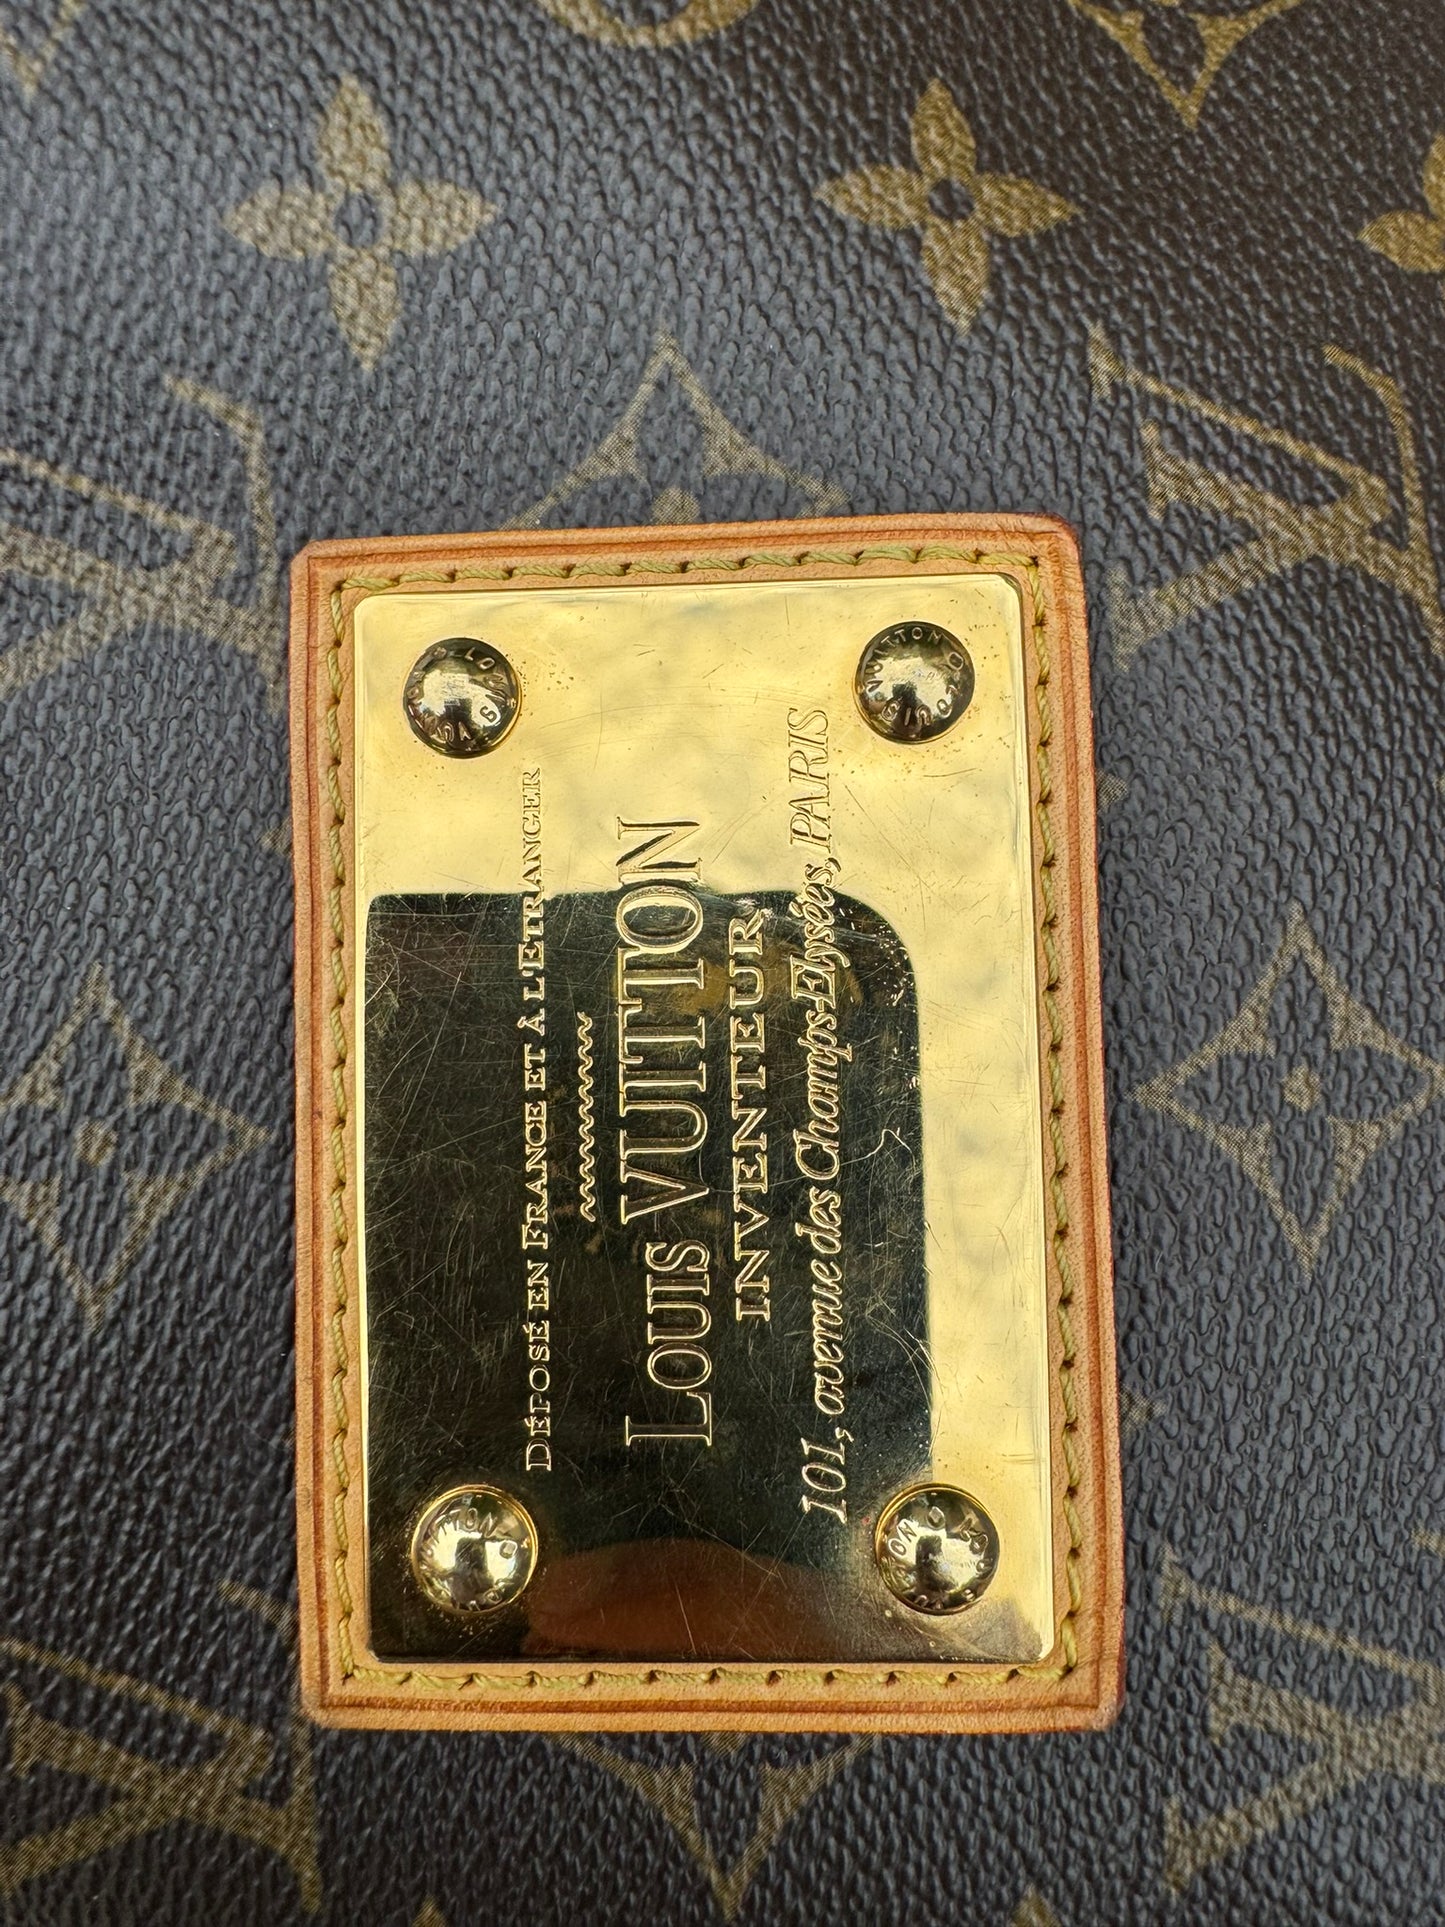 DÉPOSÉ EN FRANCE ET À L'ETRANGER
LOUIS VUITTON
INVENTEUR
101, avenue des Champs-Elysées, PARIS